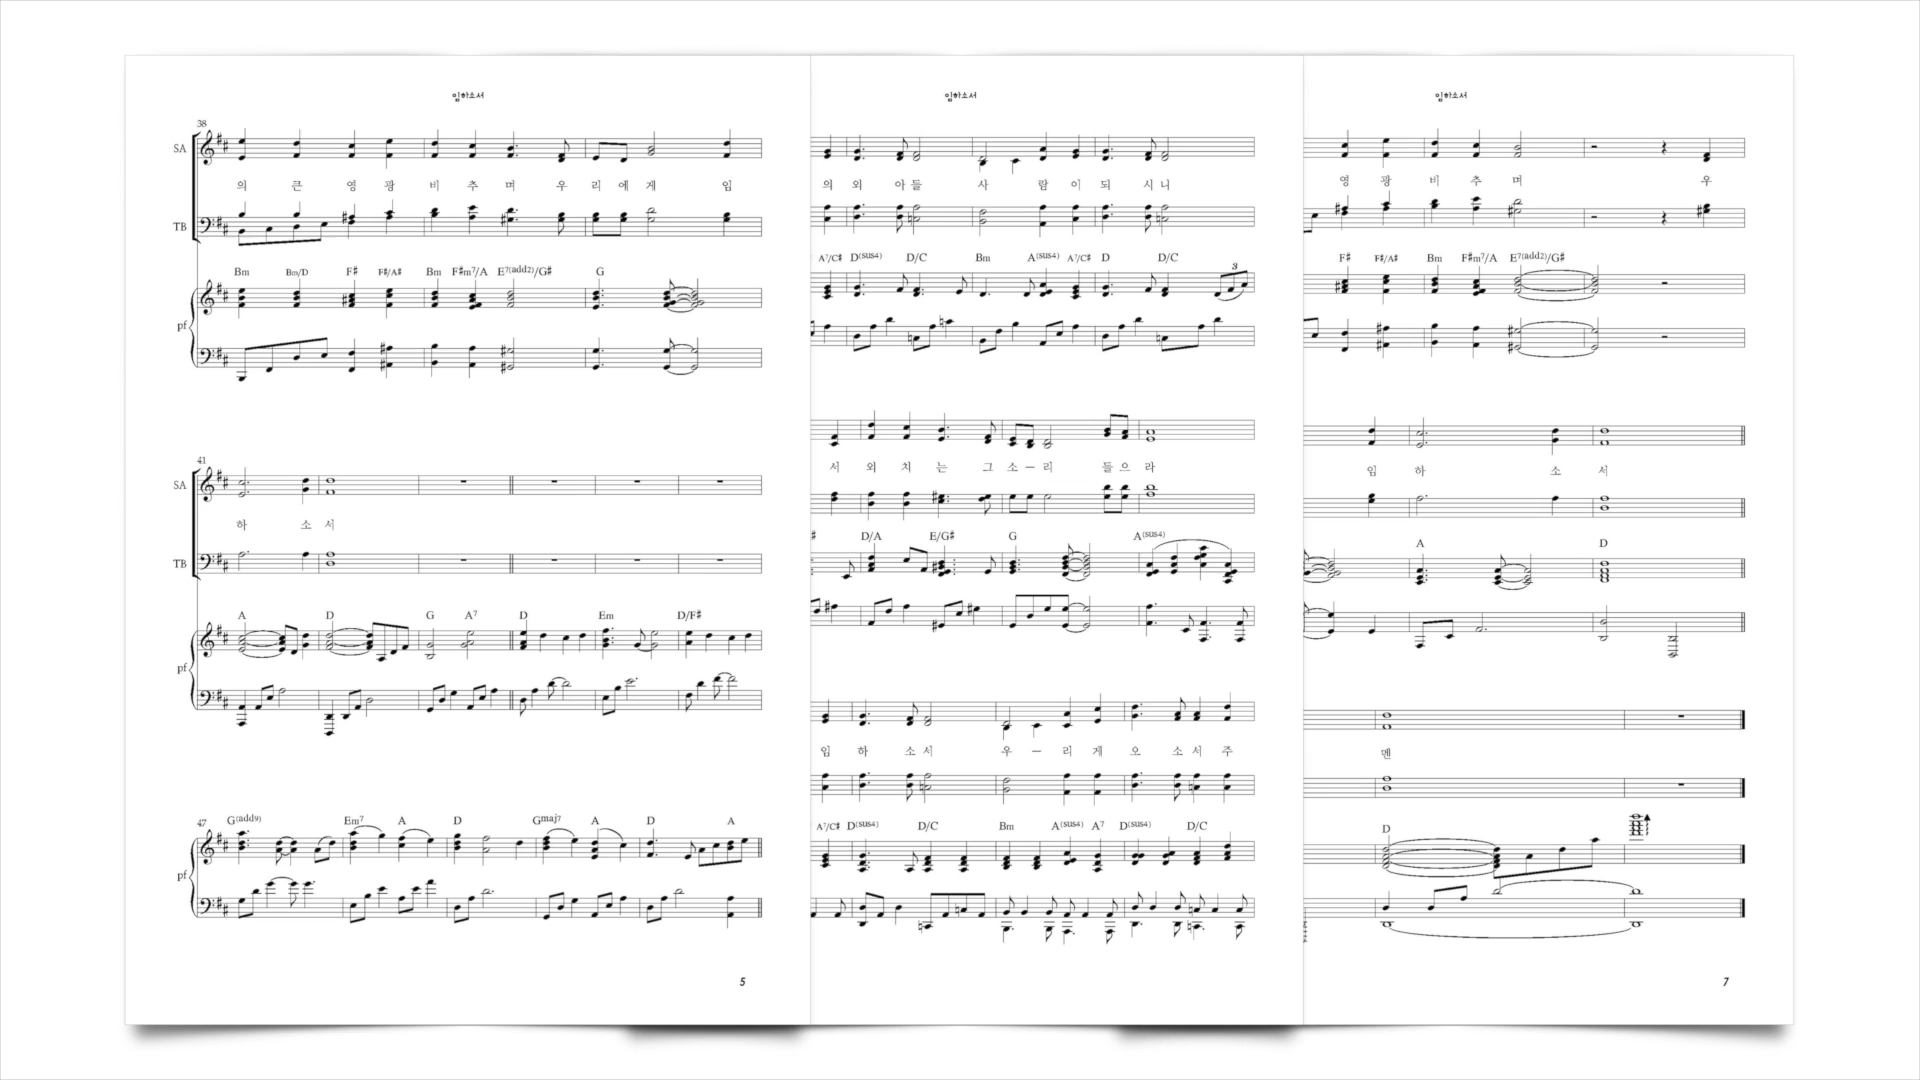 임하소서
38
SA
의 큰 영 광 비 추 며 우 리 에 게 임
TB
Bm Bm/D F# F#/A# Bm F#m7/A E7(add2)/G# G
pf
41
SA
하 소 서
TB
A D G A7 D Em D/F#
pf
47
G(add9) Em7 A D Gmaj7 A D A
pf
5
임하소서
의 외 아 들 사 람 이 되 시 니
A7/C# D(sus4) D/C Bm A(sus4) A7/C# D D/C
3
서 외 치 는 그 소 – 리 들 으 라
# D/A E/G# G A(sus4)
임 하 소 서 우 – 리 게 오 소 서 주
A7/C# D(sus4) D/C Bm A(sus4) A7 D(sus4) D/C
임하소서
영 광 비 추 며 우
F# F#/A# Bm F#m7/A E7(add2)/G#
임 하 소 서
A D
멘
D
7